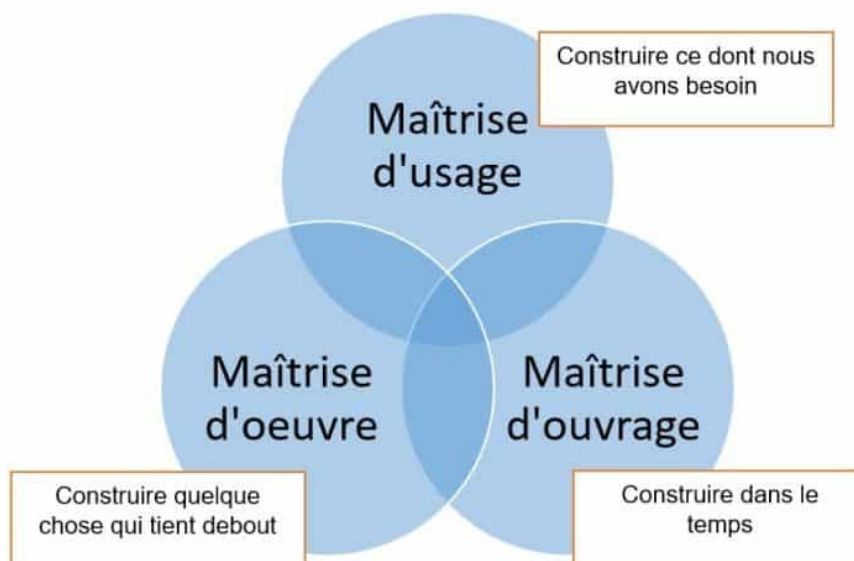 Construire ce dont nous
avons besoin
Maîtrise
d'usage
Maîtrise
d'oeuvre
Maîtrise
d'ouvrage
Construire quelque
chose qui tient debout
Construire dans le
temps